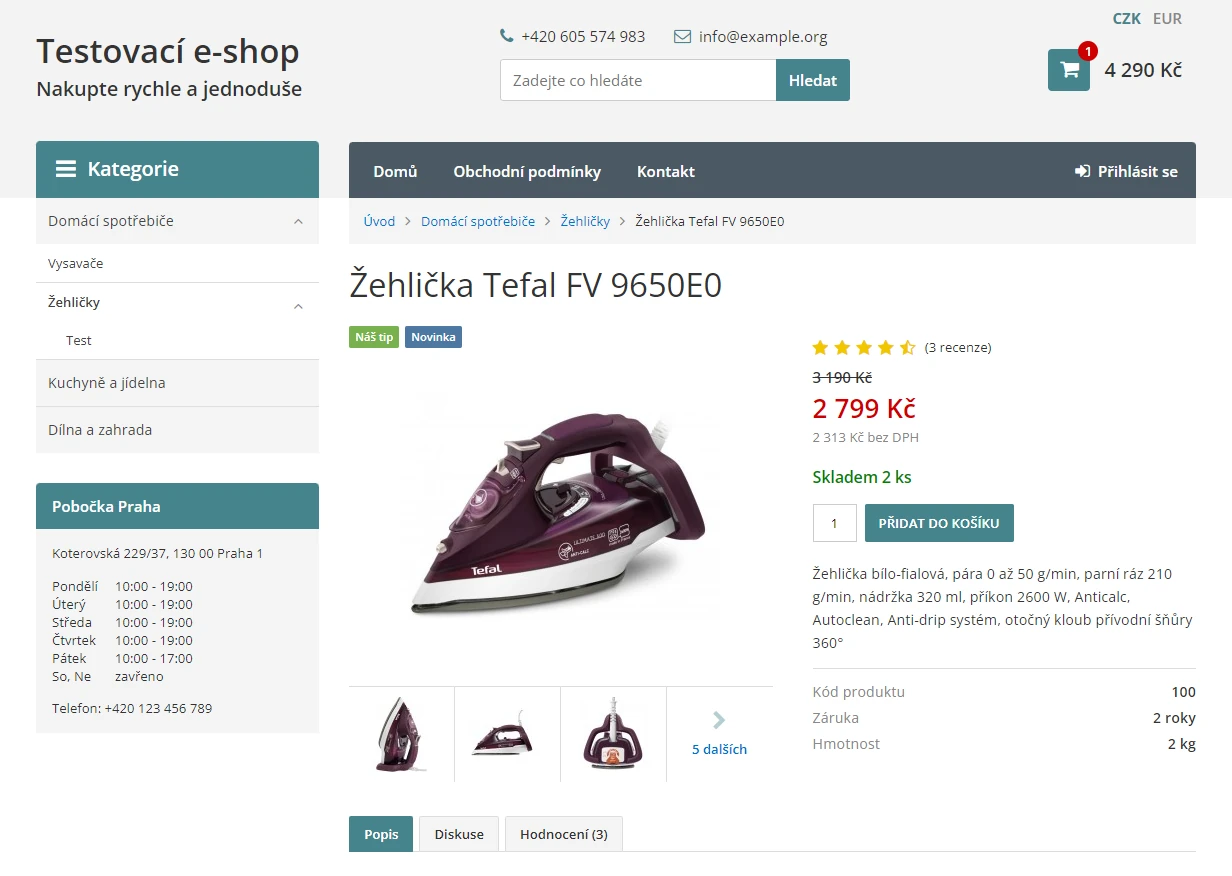 CZK EUR
Testovací e-shop
Nakupte rychle a jednoduše
+420 605 574 983 info@example.org
Zadejte co hledáte Hledat
1
4 290 Kč
Kategorie
Domácí spotřebiče
Vysavače
Žehličky
Test
Kuchyně a jídelna
Dílna a zahrada
Pobočka Praha
Koterovská 229/37, 130 00 Praha 1
Pondělí 10:00 - 19:00
Úterý 10:00 - 19:00
Středa 10:00 - 19:00
Čtvrtek 10:00 - 19:00
Pátek 10:00 - 17:00
So, Ne zavřeno
Telefon: +420 123 456 789
Domů Obchodní podmínky Kontakt Přihlásit se
Úvod > Domácí spotřebiče > Žehličky > Žehlička Tefal FV 9650E0
Žehlička Tefal FV 9650E0
Náš tip Novinka
Tefal
ANTI-CALC
5 dalších
(3 recenze)
3 190 Kč
2 799 Kč
2 313 Kč bez DPH
Skladem 2 ks
1 PŘIDAT DO KOŠÍKU
Žehlička bílo-fialová, pára 0 až 50 g/min, parní ráz 210
g/min, nádržka 320 ml, příkon 2600 W, Anticalc,
Autoclean, Anti-drip systém, otočný kloub přívodní šňůry
360°
Kód produktu 100
Záruka 2 roky
Hmotnost 2 kg
Popis Diskuse Hodnocení (3)